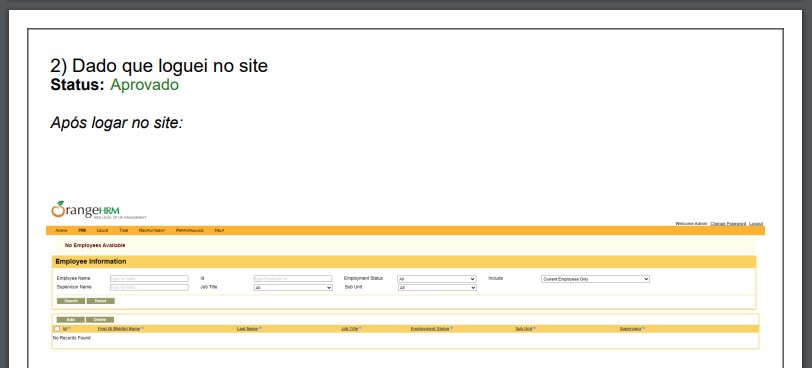 2) Dado que loguei no site
Status: Aprovado
Após logar no site:
OrangeHRM
NEW LEVEL OF HR MANAGEMENT
Welcome Admin Change Password Logout
ADMIN PIM LEAVE TIME RECRUITMENT PERFORMANCE HELP
No Employees Available
Employee Information
Employee Name Id Employment Status All Include Current Employees Only
Supervisor Name Job Title All Sub Unit All
Search Reset
Add Delete
Id First (& Middle) Name Last Name Job Title Employment Status Sub Unit Supervisor
No Records Found